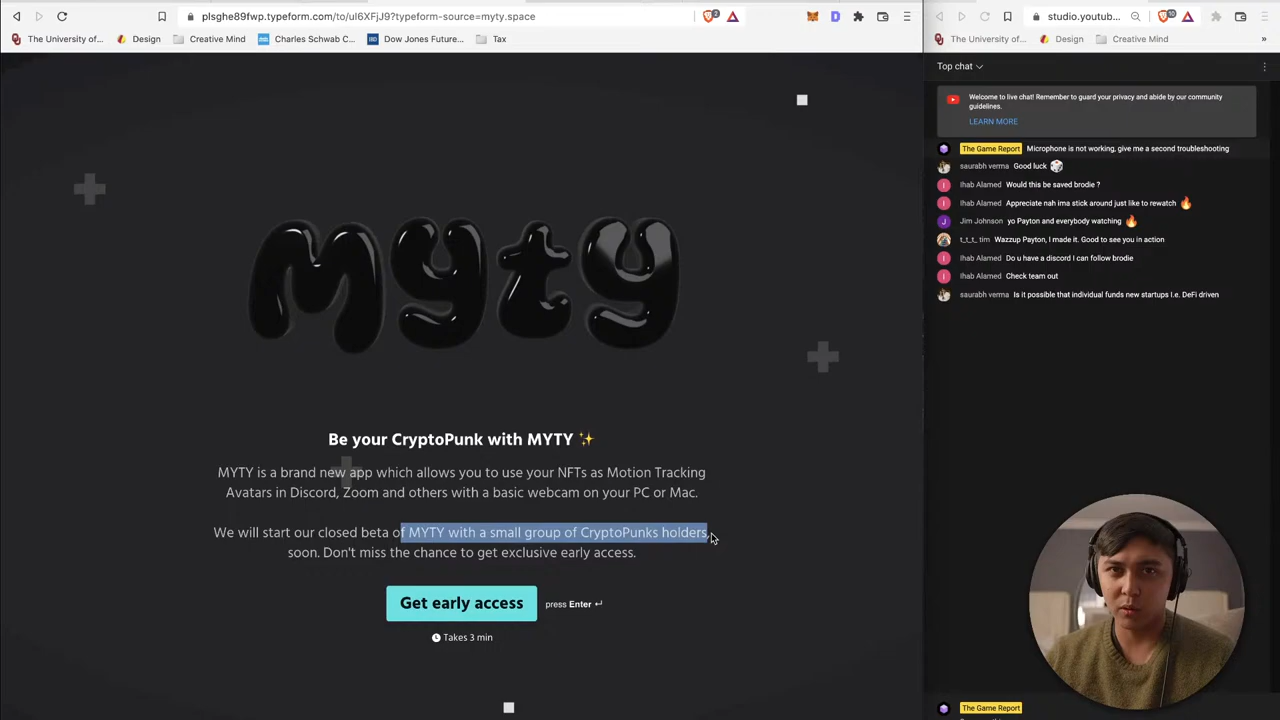 plsghe89fwp.typeform.com/to/ul6XFjJ9?typeform-source=myty.space
2
The University of...
Design
Creative Mind
Charles Schwab C...
Dow Jones Future...
Tax
studio.youtub...
10
The University of...
Design
Creative Mind
»
Top chat
Welcome to live chat! Remember to guard your privacy and abide by our community
guidelines.
LEARN MORE
The Game Report Microphone is not working, give me a second troubleshooting
saurabh verma Good luck 🎲
Ihab Alamed Would this be saved brodie ?
Ihab Alamed Appreciate nah ima stick around just like to rewatch 🔥
Jim Johnson yo Payton and everybody watching 🔥
t_t_t_ tim Wazzup Payton, I made it. Good to see you in action
Ihab Alamed Do u have a discord I can follow brodie
Ihab Alamed Check team out
saurabh verma Is it possible that individual funds new startups I.e. DeFi driven
Myty
Be your CryptoPunk with MYTY ✨
MYTY is a brand new app which allows you to use your NFTs as Motion Tracking
Avatars in Discord, Zoom and others with a basic webcam on your PC or Mac.
We will start our closed beta of MYTY with a small group of CryptoPunks holders,
soon. Don't miss the chance to get exclusive early access.
Get early access
press Enter ↵
Takes 3 min
The Game Report